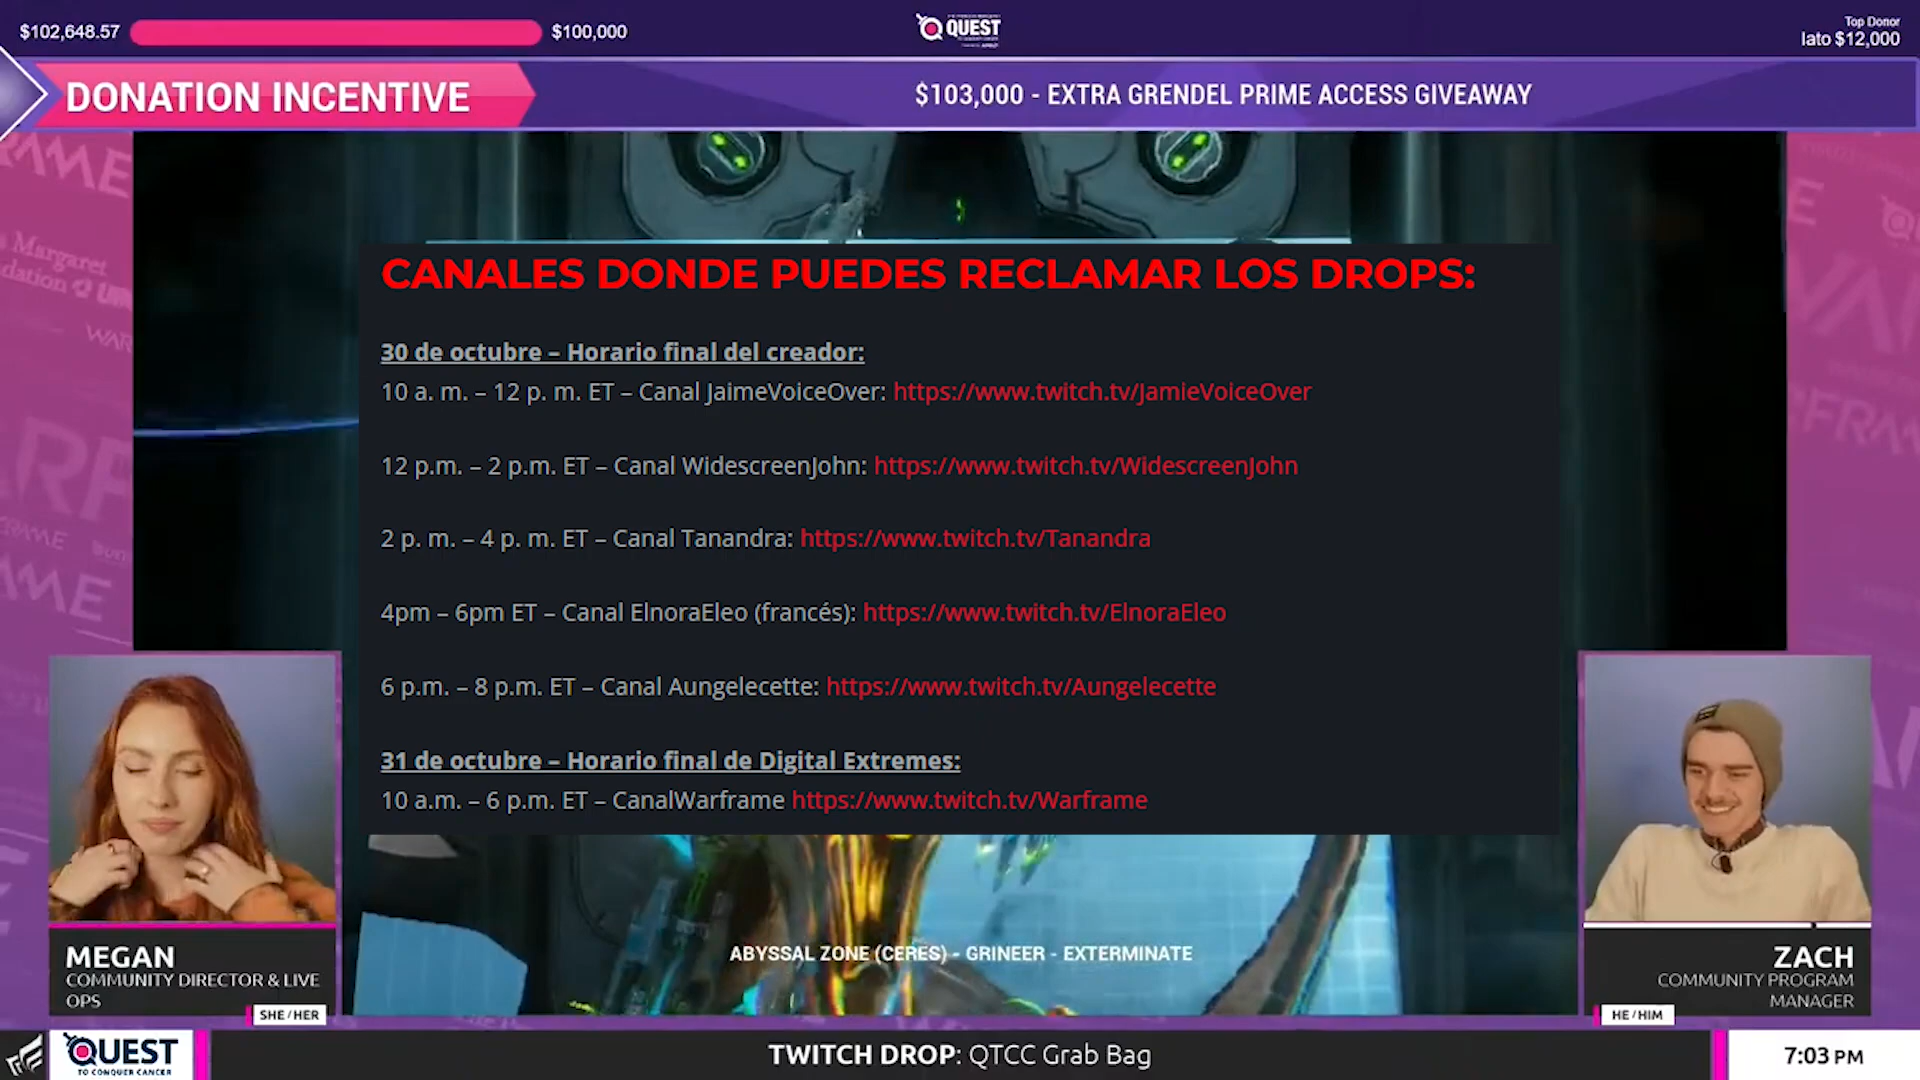 $102,648.57
$100,000
QUEST
Top Donor
lato $12,000
DONATION INCENTIVE
$103,000 - EXTRA GRENDEL PRIME ACCESS GIVEAWAY
CANALES DONDE PUEDES RECLAMAR LOS DROPS:
30 de octubre – Horario final del creador:
10 a. m. – 12 p. m. ET – Canal JaimeVoiceOver: https://www.twitch.tv/JamieVoiceOver
12 p.m. – 2 p.m. ET – Canal WidescreenJohn: https://www.twitch.tv/WidescreenJohn
2 p. m. – 4 p. m. ET – Canal Tanandra: https://www.twitch.tv/Tanandra
4pm – 6pm ET – Canal ElnoraEleo (francés): https://www.twitch.tv/ElnoraEleo
6 p.m. – 8 p.m. ET – Canal Aungelecette: https://www.twitch.tv/Aungelecette
31 de octubre – Horario final de Digital Extremes:
10 a.m. – 6 p.m. ET – CanalWarframe https://www.twitch.tv/Warframe
ABYSSAL ZONE (CERES) - GRINEER - EXTERMINATE
MEGAN
COMMUNITY DIRECTOR & LIVE
OPS
SHE/HER
ZACH
COMMUNITY PROGRAM
MANAGER
HE/HIM
QUEST
TO CONQUER CANCER
TWITCH DROP: QTCC Grab Bag
7:03 PM